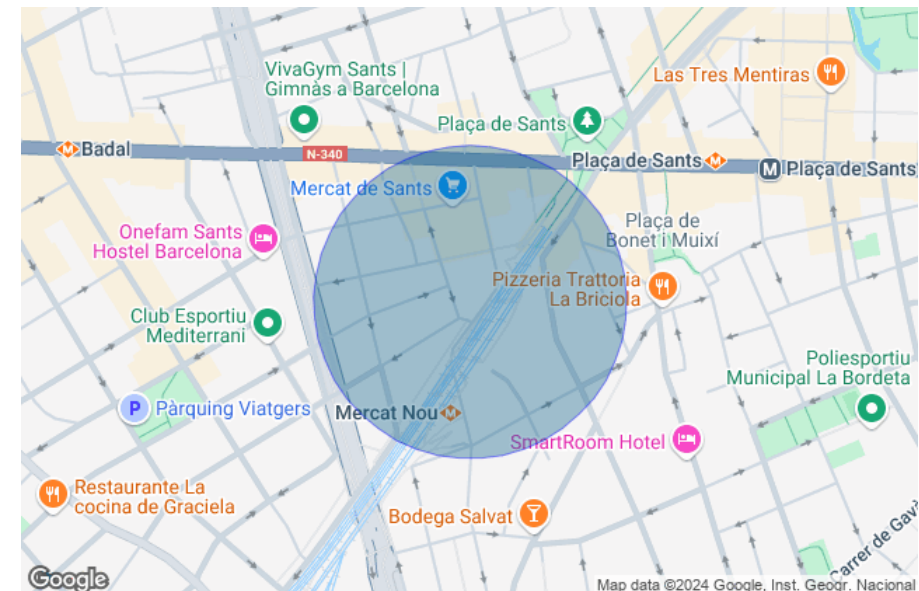 VivaGym Sants |
Gimnàs a Barcelona
Las Tres Mentiras
Plaça de Sants
Badal
N-340
Plaça de Sants
Plaça de Sants
Mercat de Sants
Onefam Sants
Hostel Barcelona
Plaça de
Bonet i Muixí
Pizzeria Trattoria
La Briciola
Club Esportiu
Mediterrani
Poliesportiu
Municipal La Bordeta
P
Pàrquing Viatgers
Mercat Nou
SmartRoom Hotel
Restaurante La
cocina de Graciela
Bodega Salvat
Carrer de Gavà
Google
Map data ©2024 Google, Inst. Geogr. Nacional